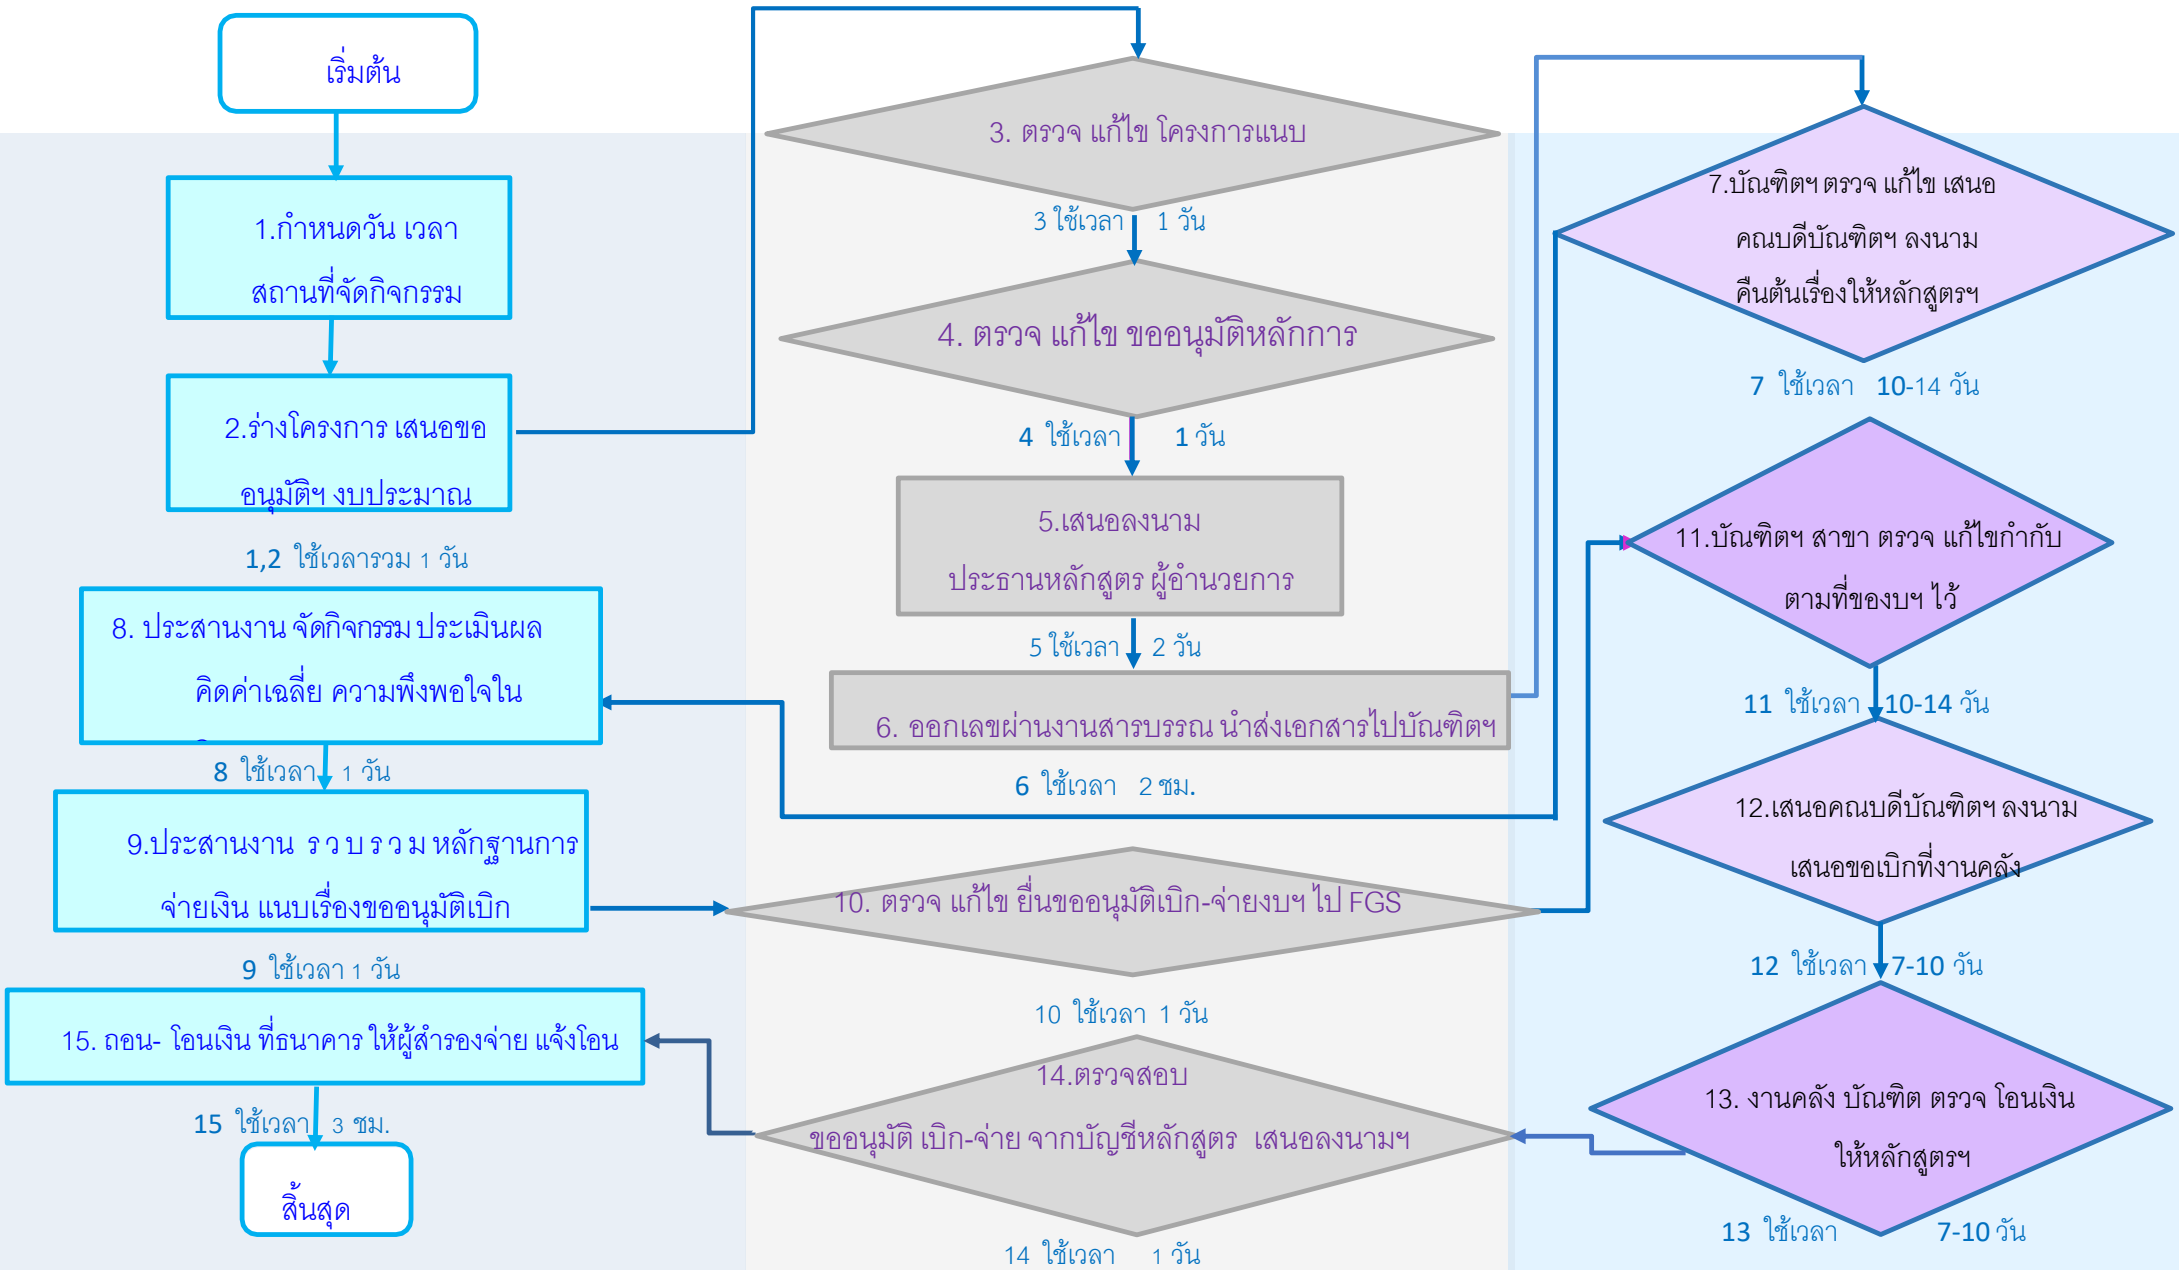 เริ่มต้น
1.กำหนดวัน เวลา
สถานที่จัดกิจกรรม
2.ร่างโครงการ เสนอขอ
อนุมัติฯ งบประมาณ
1,2 ใช้เวลารวม 1 วัน
3. ตรวจ แก้ไข โครงการแนบ
3 ใช้เวลา 1 วัน
4. ตรวจ แก้ไข ขออนุมัติหลักการ
4 ใช้เวลา 1 วัน
5.เสนอลงนาม
ประธานหลักสูตร ผู้อำนวยการ
5 ใช้เวลา 2 วัน
6. ออกเลขผ่านงานสารบรรณ นำส่งเอกสารไปบัณฑิตฯ
6 ใช้เวลา 2 ชม.
7.บัณฑิตฯ ตรวจ แก้ไข เสนอ
คณบดีบัณฑิตฯ ลงนาม
คืนต้นเรื่องให้หลักสูตรฯ
7 ใช้เวลา 10-14 วัน
8. ประสานงาน จัดกิจกรรม ประเมินผล
คิดค่าเฉลี่ย ความพึงพอใจใน
8 ใช้เวลา 1 วัน
9.ประสานงาน ร ว บ ร ว ม หลักฐานการ
จ่ายเงิน แนบเรื่องขออนุมัติเบิก
9 ใช้เวลา 1 วัน
10. ตรวจ แก้ไข ยื่นขออนุมัติเบิก-จ่ายงบฯ ไป FGS
10 ใช้เวลา 1 วัน
11.บัณฑิตฯ สาขา ตรวจ แก้ไขกำกับ
ตามที่ของบฯ ไว้
11 ใช้เวลา 10-14 วัน
12.เสนอคณบดีบัณฑิตฯ ลงนาม
เสนอขอเบิกที่งานคลัง
12 ใช้เวลา 7-10 วัน
13. งานคลัง บัณฑิต ตรวจ โอนเงิน
ให้หลักสูตรฯ
13 ใช้เวลา 7-10 วัน
14.ตรวจสอบ
ขออนุมัติ เบิก-จ่าย จากบัญชีหลักสูตร เสนอลงนามฯ
14 ใช้เวลา 1 วัน
15. ถอน- โอนเงิน ที่ธนาคาร ให้ผู้สำรองจ่าย แจ้งโอน
15 ใช้เวลา 3 ชม.
สิ้นสุด